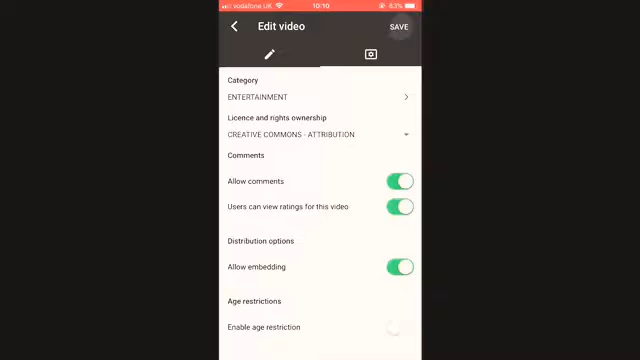 vodafone UK 10:10 83%
Edit video SAVE
Category
ENTERTAINMENT
Licence and rights ownership
CREATIVE COMMONS - ATTRIBUTION
Comments
Allow comments
Users can view ratings for this video
Distribution options
Allow embedding
Age restrictions
Enable age restriction